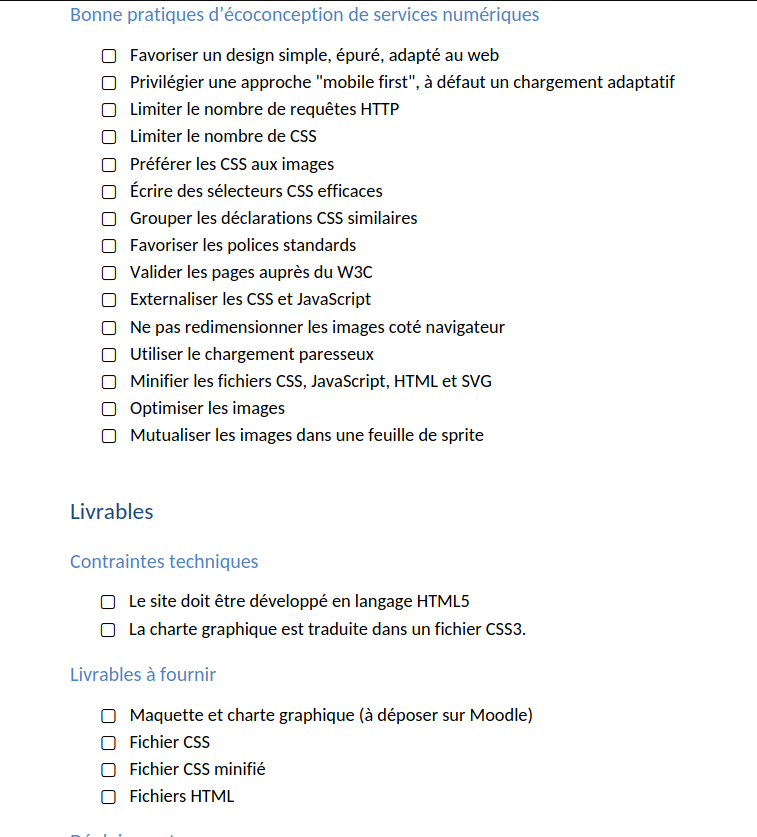 Bonne pratiques d’écoconception de services numériques
Favoriser un design simple, épuré, adapté au web
Privilégier une approche "mobile first", à défaut un chargement adaptatif
Limiter le nombre de requêtes HTTP
Limiter le nombre de CSS
Préférer les CSS aux images
Écrire des sélecteurs CSS efficaces
Grouper les déclarations CSS similaires
Favoriser les polices standards
Valider les pages auprès du W3C
Externaliser les CSS et JavaScript
Ne pas redimensionner les images coté navigateur
Utiliser le chargement paresseux
Minifier les fichiers CSS, JavaScript, HTML et SVG
Optimiser les images
Mutualiser les images dans une feuille de sprite
Livrables
Contraintes techniques
Le site doit être développé en langage HTML5
La charte graphique est traduite dans un fichier CSS3.
Livrables à fournir
Maquette et charte graphique (à déposer sur Moodle)
Fichier CSS
Fichier CSS minifié
Fichiers HTML